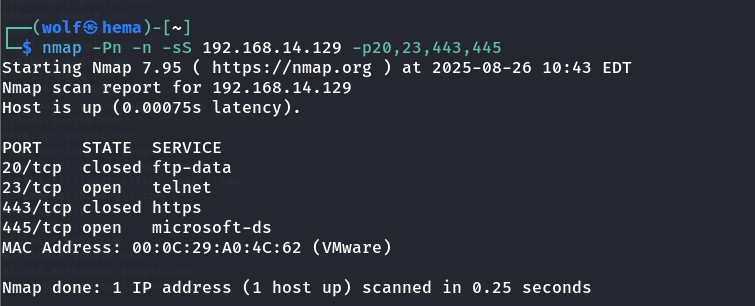 ┌──(wolf㉿hema)-[~]
└─$ nmap -Pn -n -sS 192.168.14.129 -p20,23,443,445
Starting Nmap 7.95 ( https://nmap.org ) at 2025-08-26 10:43 EDT
Nmap scan report for 192.168.14.129
Host is up (0.00075s latency).

PORT    STATE  SERVICE
20/tcp  closed ftp-data
23/tcp  open   telnet
443/tcp closed https
445/tcp open   microsoft-ds
MAC Address: 00:0C:29:A0:4C:62 (VMware)

Nmap done: 1 IP address (1 host up) scanned in 0.25 seconds